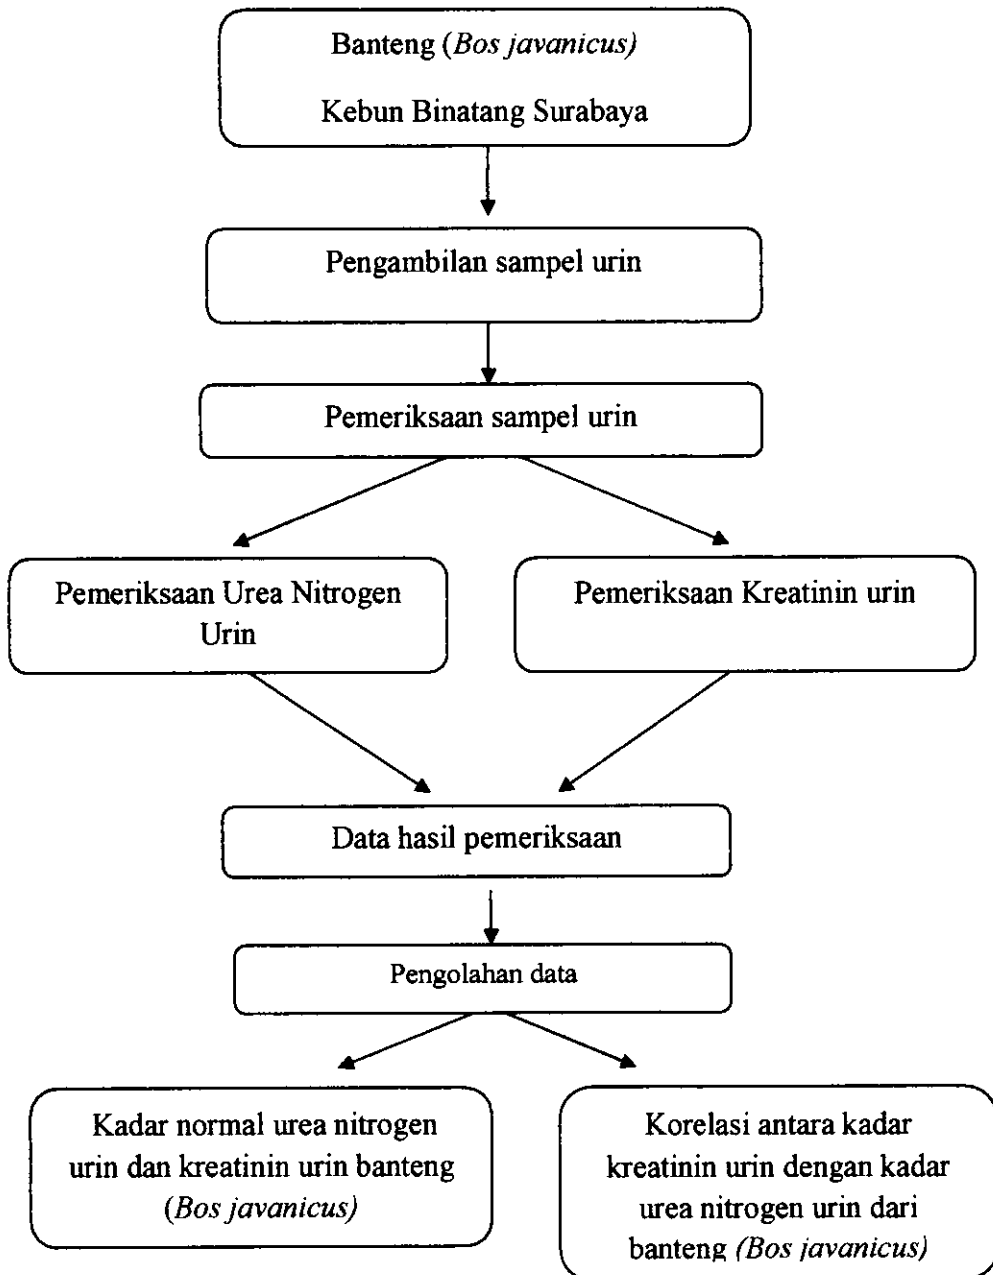 Banteng (Bos javanicus)
Kebun Binatang Surabaya
Pengambilan sampel urin
Pemeriksaan sampel urin
Pemeriksaan Urea Nitrogen
Urin
Pemeriksaan Kreatinin urin
Data hasil pemeriksaan
Pengolahan data
Kadar normal urea nitrogen
urin dan kreatinin urin banteng
(Bos javanicus)
Korelasi antara kadar
kreatinin urin dengan kadar
urea nitrogen urin dari
banteng (Bos javanicus)